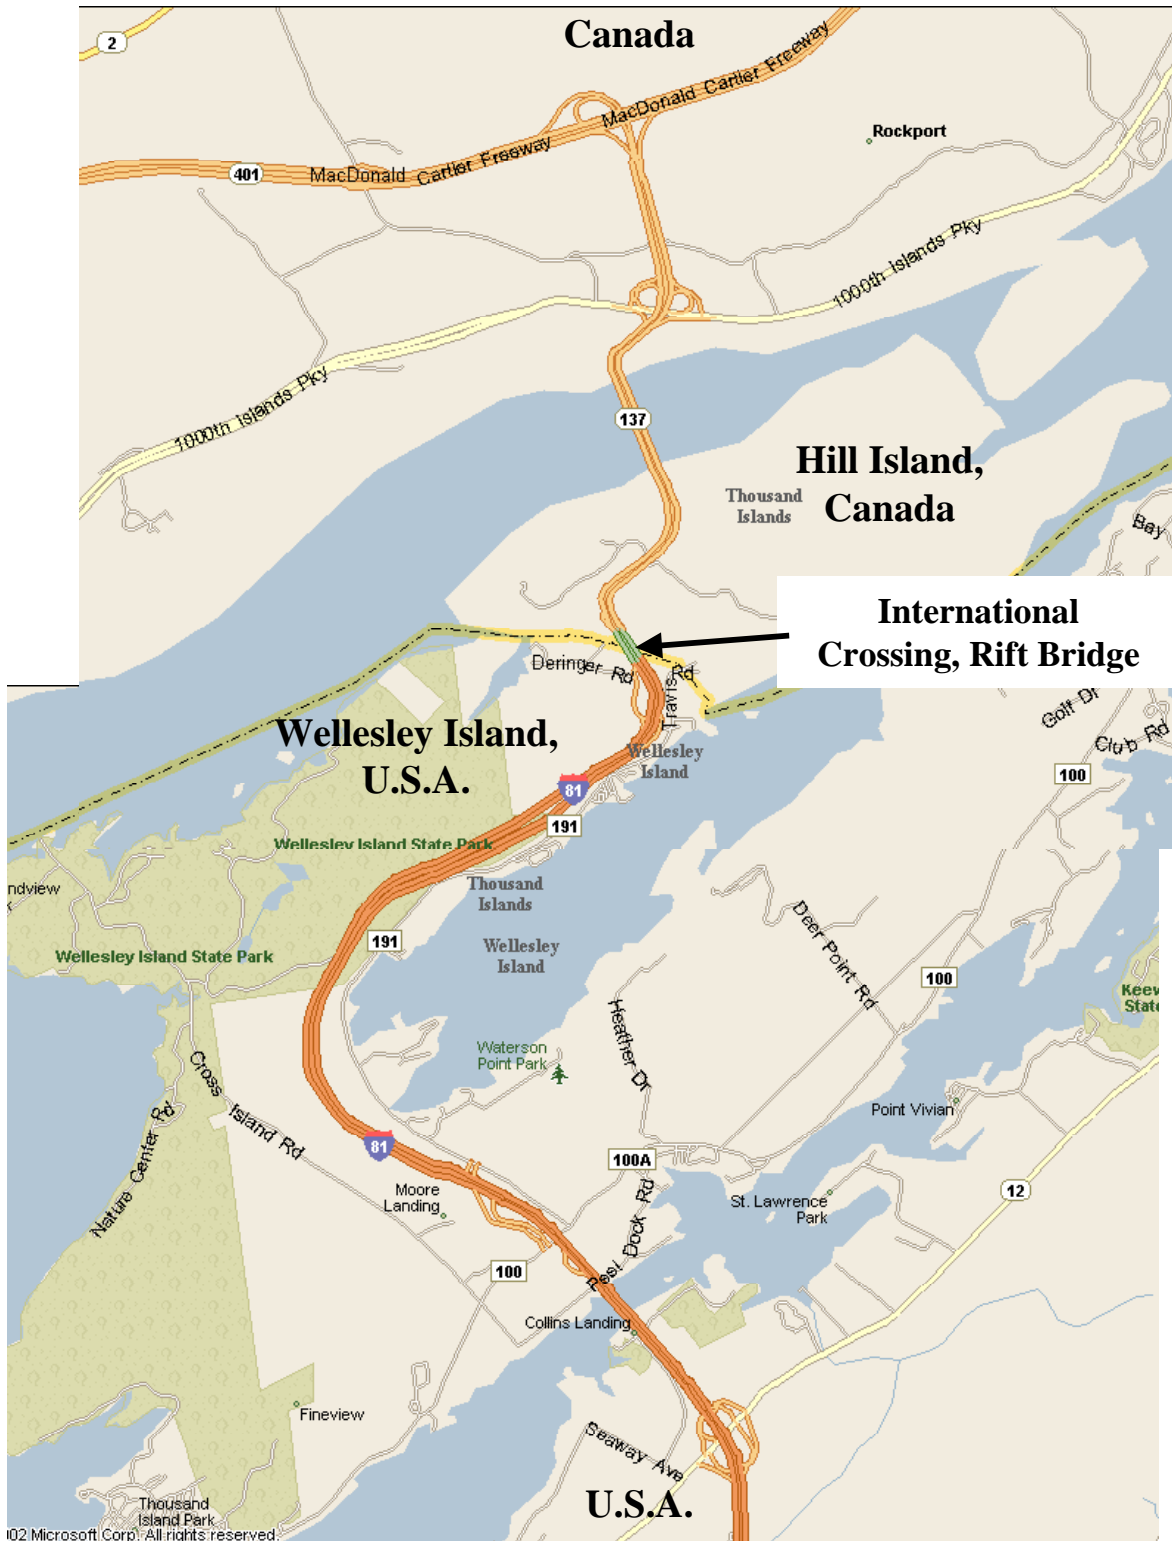 Canada
2
MacDonald Cartier Freeway
Rockport
401
MacDonald Cartier Freeway
1000th Islands Pky
1000th Islands Pky
137
Hill Island,
Canada
Thousand
Islands
Bay
International
Crossing, Rift Bridge
Deringer Rd
Travis Rd
Golf Dr
Club Rd
Wellesley Island,
U.S.A.
Wellesley
Island
100
81
191
Wellesley Island State Park
Thousand
Islands
ndview
Deer Point Rd
191
Wellesley
Island
Wellesley Island State Park
100
Keew
State
Heather Dr
Waterson
Point Park
Cross Island Rd
Nature Center Rd
Point Vivian
81
100A
12
Moore
Landing
St. Lawrence
Park
Peel Dock Rd
100
Collins Landing
Fineview
Seaway Ave
Thousand
Island Park
U.S.A.
02 Microsoft Corp. All rights reserved.